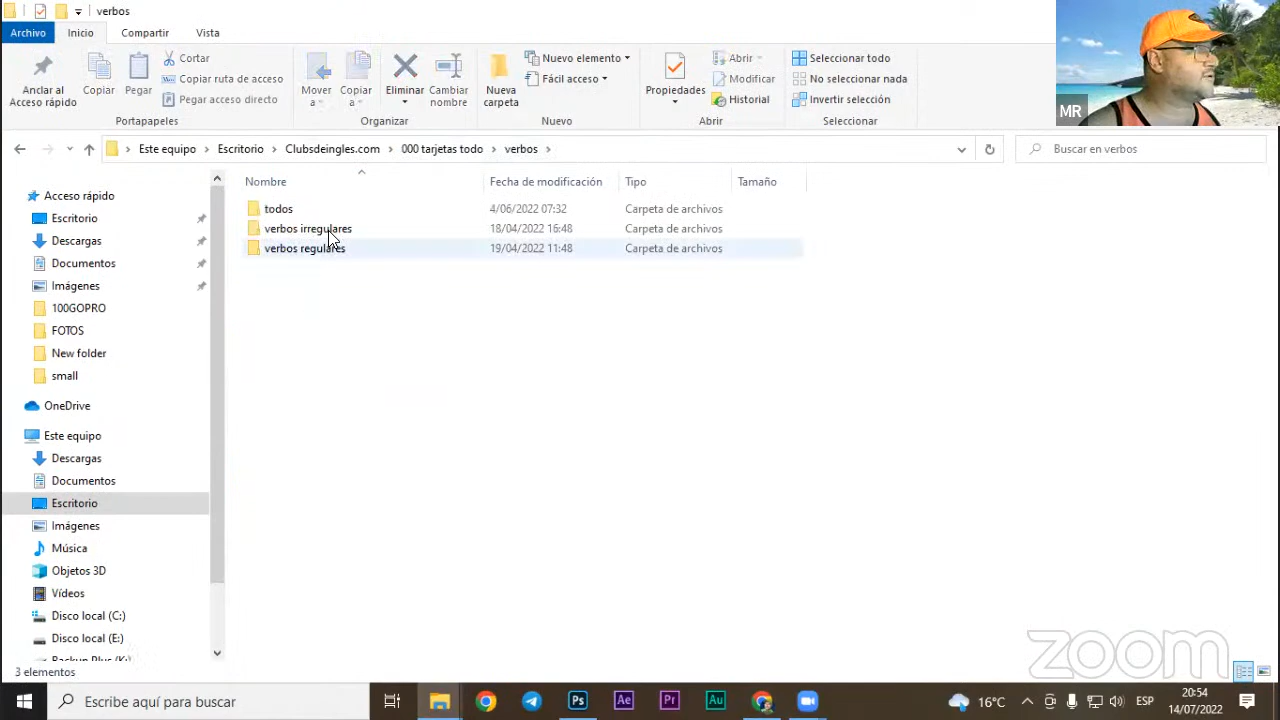 verbos
Archivo Inicio Compartir Vista
Anclar al Acceso rápido
Copiar
Pegar
Cortar
Copiar ruta de acceso
Pegar acceso directo
Portapapeles
Mover a
Copiar a
Eliminar
Cambiar nombre
Organizar
Nueva carpeta
Nuevo elemento
Fácil acceso
Nuevo
Propiedades
Abrir
Modificar
Historial
Abrir
Seleccionar todo
No seleccionar nada
Invertir selección
Seleccionar
MR
Este equipo > Escritorio > Clubsdeingles.com > 000 tarjetas todo > verbos >
Buscar en verbos
Nombre Fecha de modificación Tipo Tamaño
todos 4/06/2022 07:32 Carpeta de archivos
verbos irregulares 18/04/2022 16:48 Carpeta de archivos
verbos regulares 19/04/2022 11:48 Carpeta de archivos
Acceso rápido
Escritorio
Descargas
Documentos
Imágenes
100GOPRO
FOTOS
New folder
small
OneDrive
Este equipo
Descargas
Documentos
Escritorio
Imágenes
Música
Objetos 3D
Vídeos
Disco local (C:)
Disco local (E:)
Backup Plus (K:)
3 elementos
zoom
Escribe aquí para buscar
Ps Ae Pr Au
16°C
ESP
20:54
14/07/2022